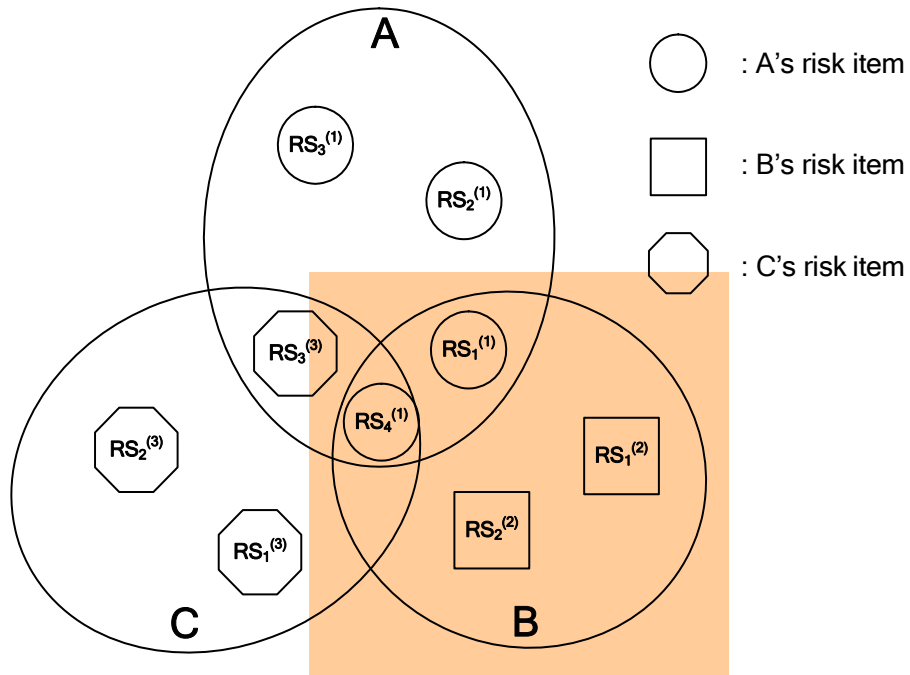 A
: A's risk item
RS₃⁽¹⁾
: B's risk item
RS₂⁽¹⁾
: C's risk item
RS₃⁽³⁾
RS₁⁽¹⁾
RS₄⁽¹⁾
RS₂⁽³⁾
RS₁⁽²⁾
RS₂⁽²⁾
RS₁⁽³⁾
C
B